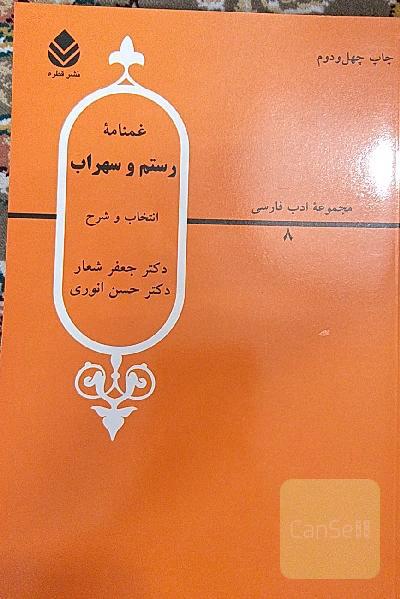 چاپ چهل‌و‌دوم
نشر قطره
غمنامهٔ
رستم و سهراب
انتخاب و شرح
دکتر جعفر شعار
دکتر حسن انوری
مجموعهٔ ادب فارسی
۸
CanSell